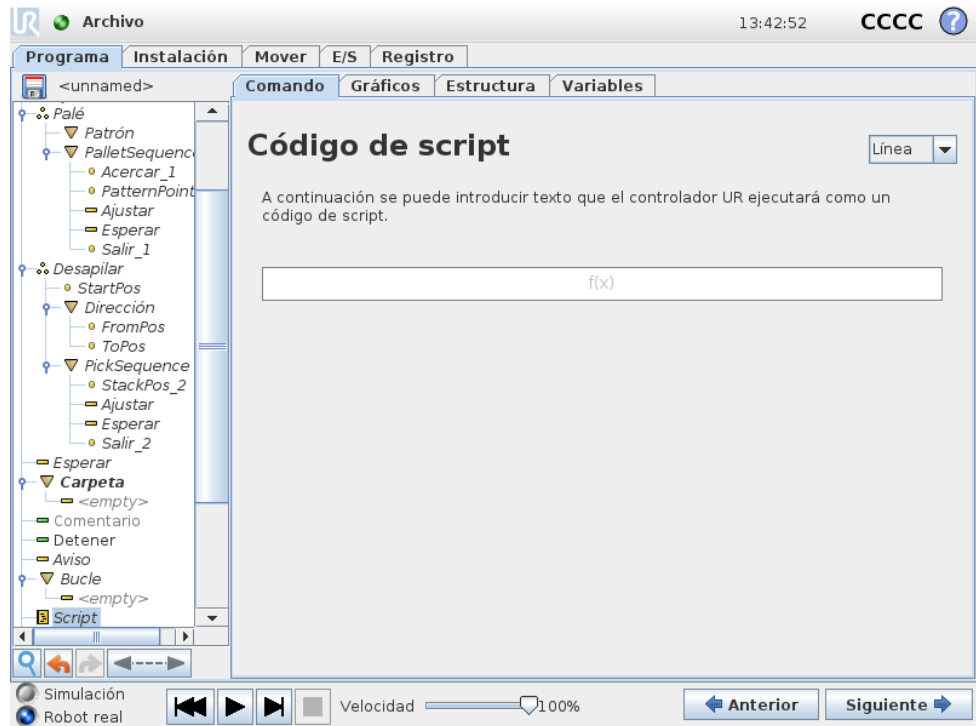 UR Archivo 13:42:52 CCCC ?
Programa Instalación Mover E/S Registro
<unnamed>
Comando Gráficos Estructura Variables
Palé
Patrón
PalletSequenc
Acercar_1
PatternPoint
Ajustar
Esperar
Salir_1
Desapilar
StartPos
Dirección
FromPos
ToPos
PickSequence
StackPos_2
Ajustar
Esperar
Salir_2
Esperar
Carpeta
<empty>
Comentario
Detener
Aviso
Bucle
<empty>
Script
Código de script
Línea
A continuación se puede introducir texto que el controlador UR ejecutará como un
código de script.
f(x)
Simulación
Robot real
Velocidad 100%
Anterior Siguiente